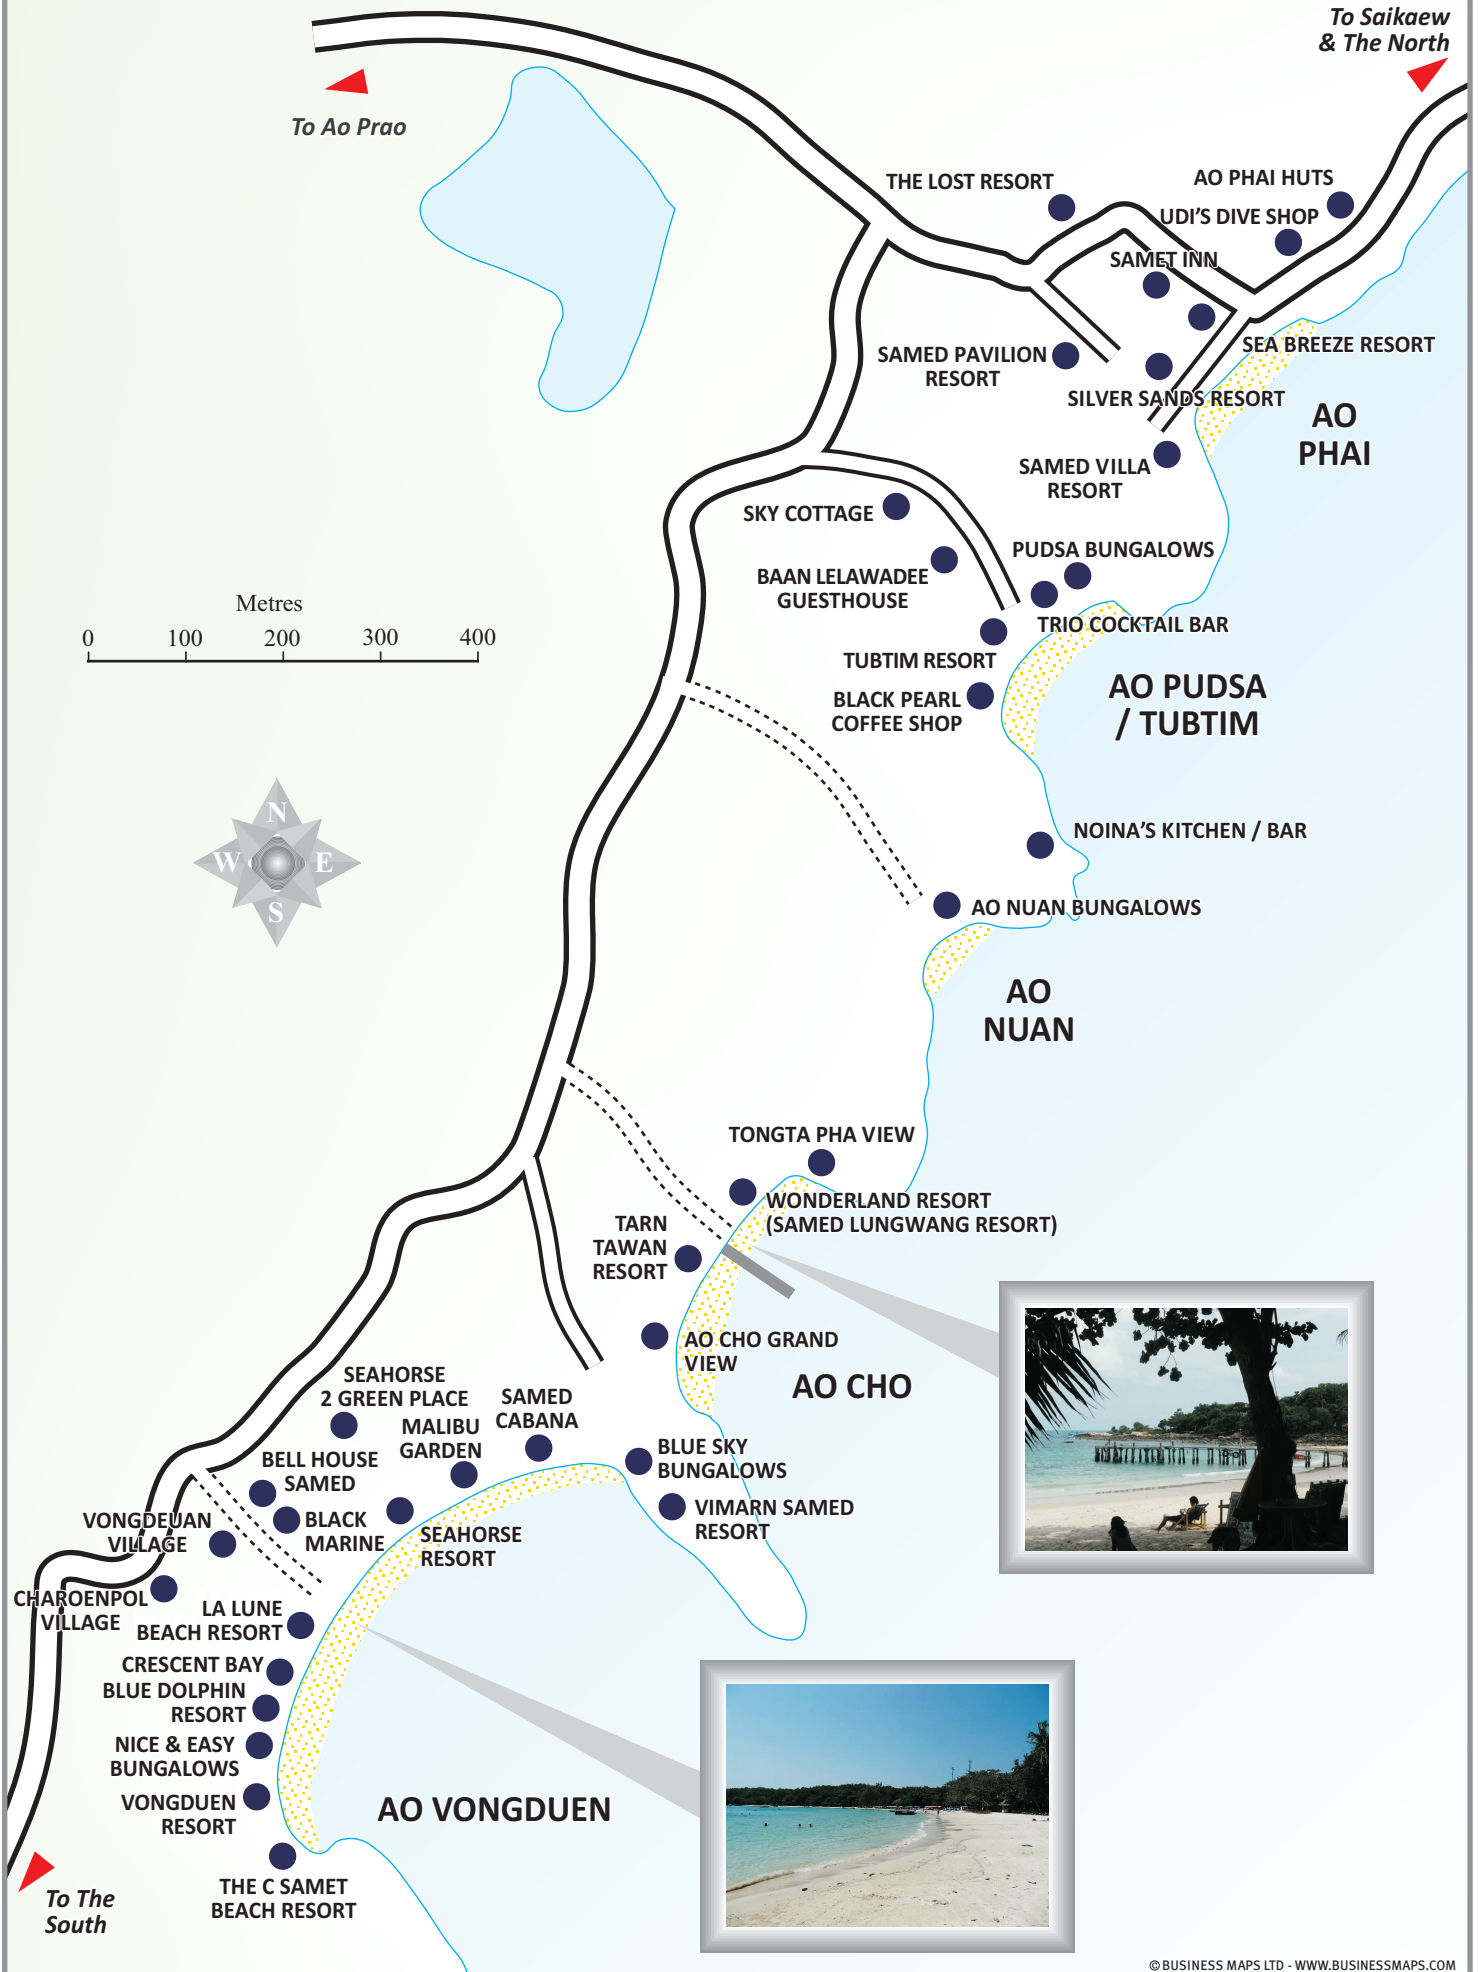 To Saikaew
& The North
To Ao Prao
THE LOST RESORT
AO PHAI HUTS
UDI'S DIVE SHOP
SAMET INN
SEA BREEZE RESORT
SAMED PAVILION
RESORT
SILVER SANDS RESORT
AO
PHAI
SAMED VILLA
RESORT
SKY COTTAGE
PUDSA BUNGALOWS
BAAN LELAWADEE
GUESTHOUSE
TRIO COCKTAIL BAR
Metres
0 100 200 300 400
TUBTIM RESORT
BLACK PEARL
COFFEE SHOP
AO PUDSA
/ TUBTIM
N
W E
S
NOINA'S KITCHEN / BAR
AO NUAN BUNGALOWS
AO
NUAN
TONGTA PHA VIEW
WONDERLAND RESORT
(SAMED LUNGWANG RESORT)
TARN
TAWAN
RESORT
AO CHO GRAND
VIEW
AO CHO
SEAHORSE
2 GREEN PLACE
SAMED
CABANA
MALIBU
GARDEN
BLUE SKY
BUNGALOWS
BELL HOUSE
SAMED
VIMARN SAMED
RESORT
VONGDEUAN
VILLAGE
BLACK
MARINE
SEAHORSE
RESORT
CHAROENPOL
VILLAGE
LA LUNE
BEACH RESORT
CRESCENT BAY
BLUE DOLPHIN
RESORT
NICE & EASY
BUNGALOWS
VONGDUEN
RESORT
AO VONGDUEN
THE C SAMET
BEACH RESORT
To The
South
© BUSINESS MAPS LTD - WWW.BUSINESSMAPS.COM